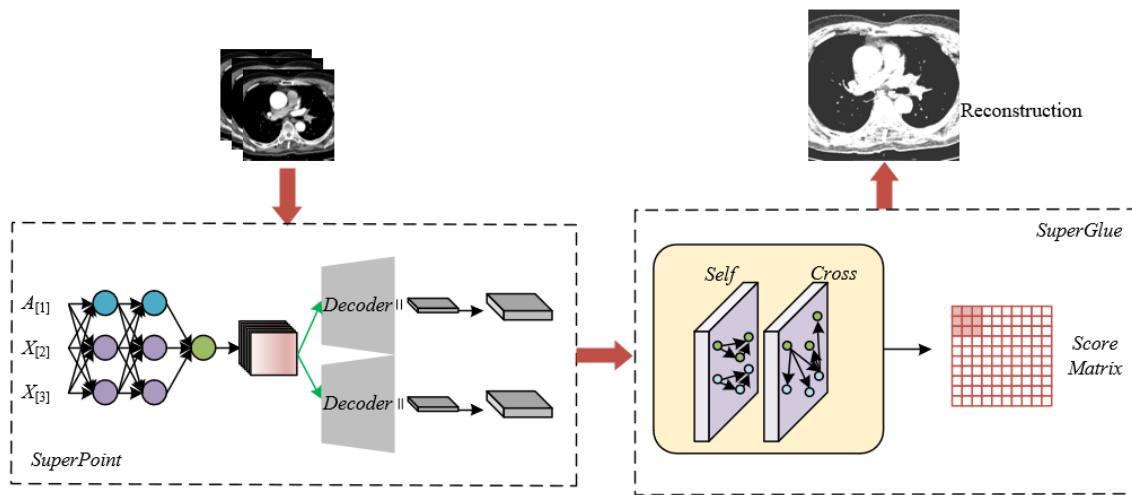 Reconstruction
SuperGlue
A[1]
X[2]
X[3]
Decoder
Decoder
SuperPoint
Self
Cross
Score
Matrix